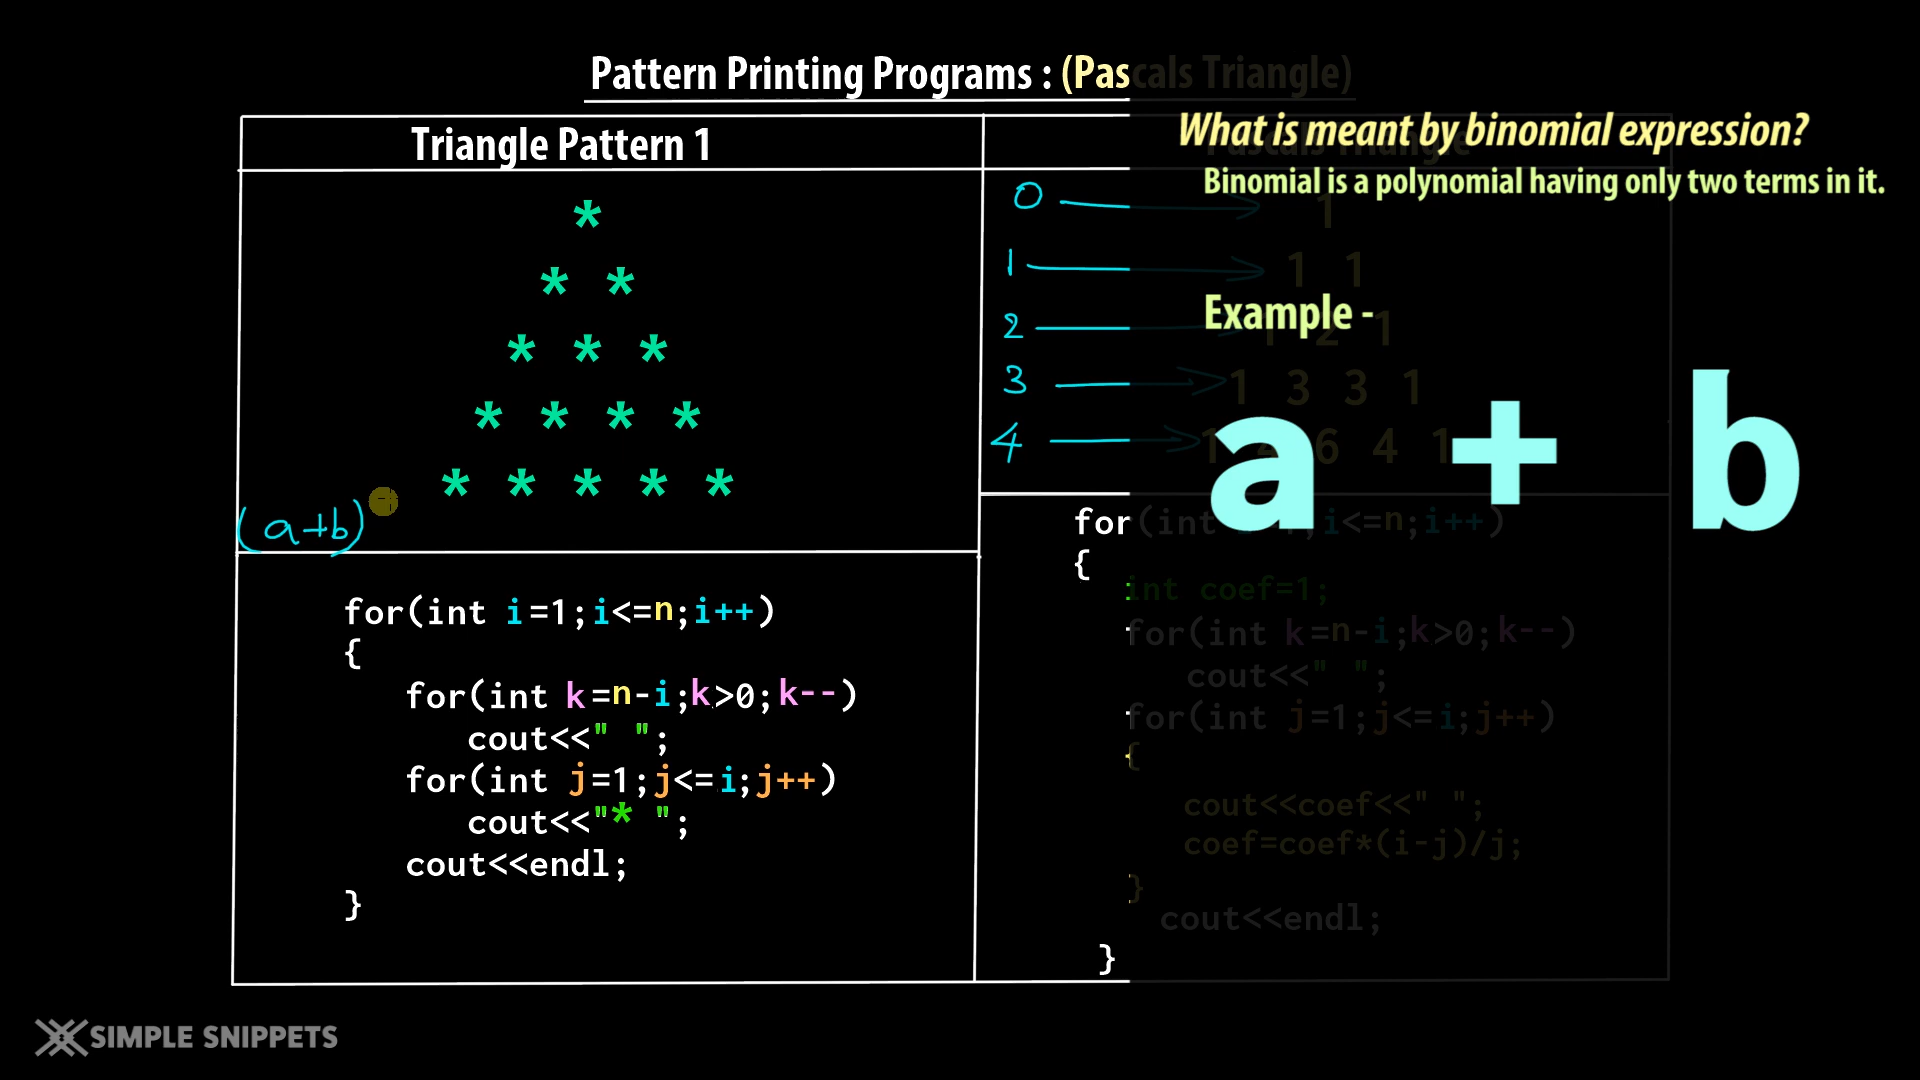 Pattern Printing Programs : (Pascals Triangle)
Triangle Pattern 1
*
* *
* * *
* * * *
* * * * *
(a+b)
for(int i=1;i<=n;i++)
{
for(int k=n-i;k>0;k--)
cout<<" ";
for(int j=1;j<=i;j++)
cout<<"* ";
cout<<endl;
}
Pascals Triangle
0 1
1 1 1
2 1 2 1
3 1 3 3 1
4 1 4 6 4 1
for(int i=1;i<=n;i++)
{
int coef=1;
for(int k=n-i;k>0;k--)
cout<<" ";
for(int j=1;j<=i;j++)
{
cout<<coef<<" ";
coef=coef*(i-j)/j;
}
cout<<endl;
}
What is meant by binomial expression?
Binomial is a polynomial having only two terms in it.
Example -
a + b
SIMPLE SNIPPETS